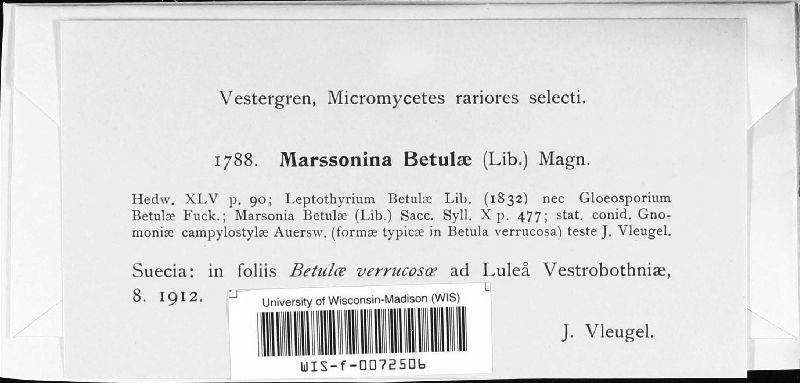 Vestergren, Micromycetes rariores selecti.
1788. Marssonina Betulæ (Lib.) Magn.
Hedw. XLV p. 90; Leptothyrium Betulæ Lib. (1832) nec Gloeosporium
Betulæ Fuck.; Marsonia Betulæ (Lib.) Sacc. Syll. X p. 477; stat. conid. Gno-
moniæ campylostylæ Auersw. (formæ typicæ in Betula verrucosa) teste J. Vleugel.
Suecia: in foliis Betulæ verrucosæ ad Luleå Vestrobothniæ,
8. 1912.
University of Wisconsin-Madison (WIS)
WIS-f-0072506
J. Vleugel.